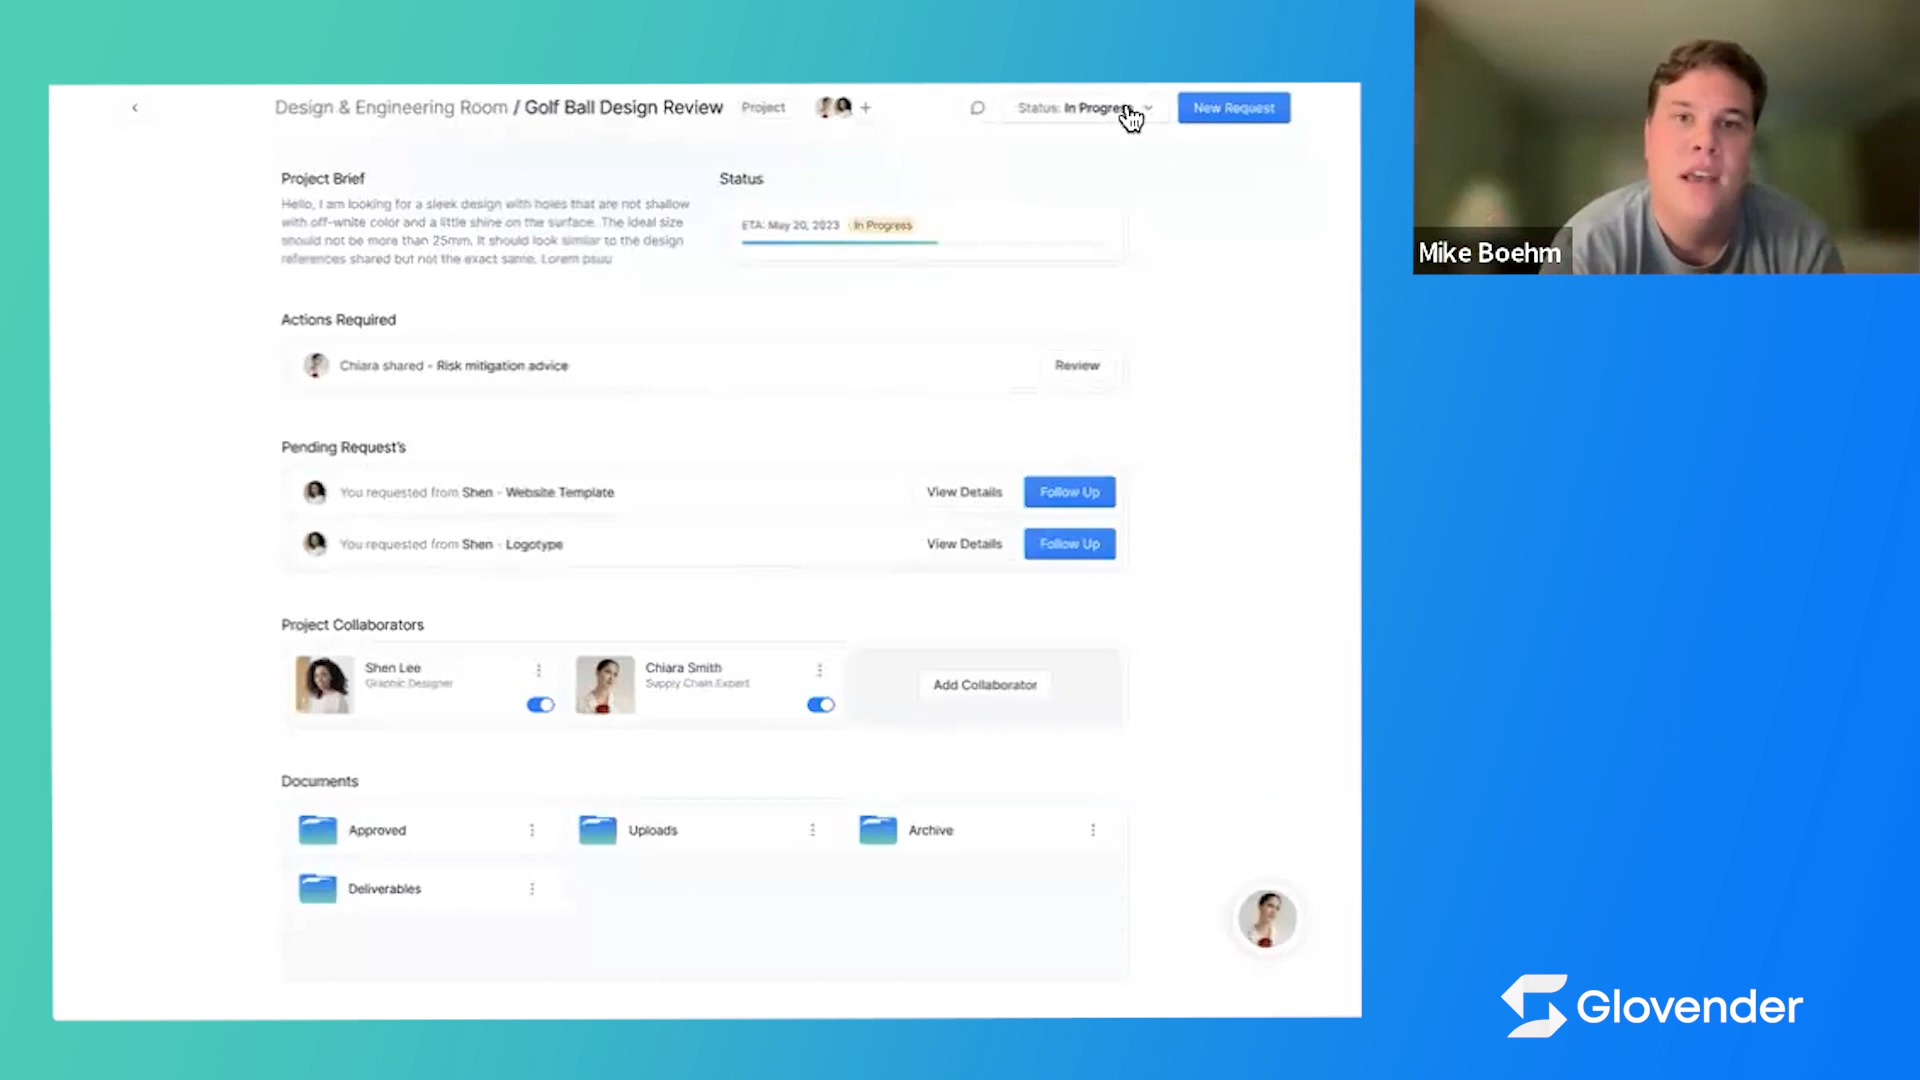 Design & Engineering Room / Golf Ball Design Review
Project
Status: In Progress
New Request
Project Brief
Hello, I am looking for a sleek design with holes that are not shallow
with off-white color and a little shine on the surface. The ideal size
should not be more than 25mm. It should look similar to the design
references shared but not the exact same. Lorem psuu
Status
ETA: May 20, 2023
In Progress
Actions Required
Chiara shared - Risk mitigation advice
Review
Pending Request's
You requested from Shen - Website Template
View Details
Follow Up
You requested from Shen - Logotype
View Details
Follow Up
Project Collaborators
Shen Lee
Graphic Designer
Chiara Smith
Supply Chain Expert
Add Collaborator
Documents
Approved
Uploads
Archive
Deliverables
Mike Boehm
Glovender